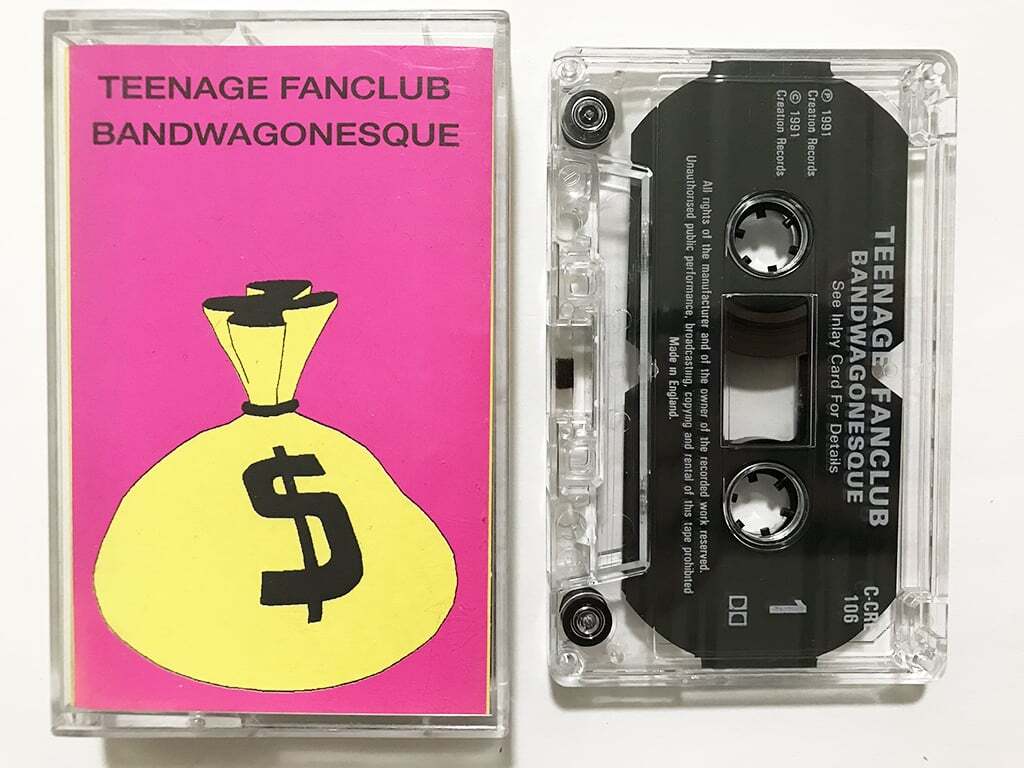 TEENAGE FANCLUB
BANDWAGONESQUE
$
TEENAGE FANCLUB
BANDWAGONESQUE
See Inlay Card For Details
℗ 1991
Creation Records
© 1991
Creation Records
C-CRE
106
1
All rights of the manufacturer and of the owner of the recorded work reserved.
Unauthorised public performance, broadcasting, copying and rental of this tape prohibited
Made in England.